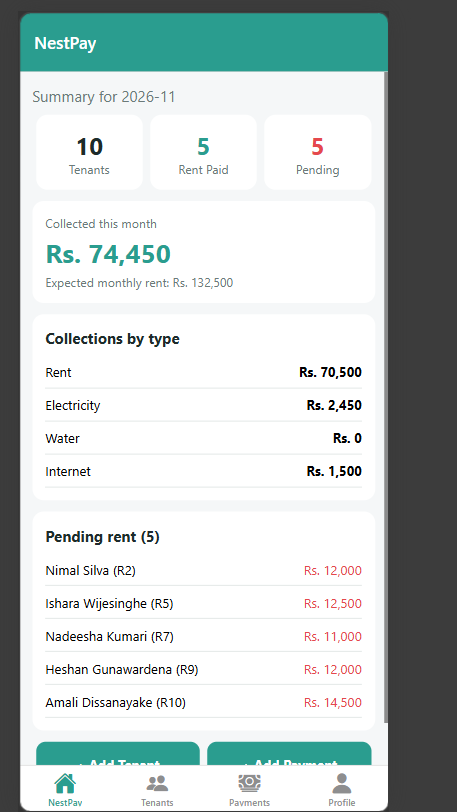 NestPay
Summary for 2026-11
10
Tenants
5
Rent Paid
5
Pending
Collected this month
Rs. 74,450
Expected monthly rent: Rs. 132,500
Collections by type
Rent Rs. 70,500
Electricity Rs. 2,450
Water Rs. 0
Internet Rs. 1,500
Pending rent (5)
Nimal Silva (R2) Rs. 12,000
Ishara Wijesinghe (R5) Rs. 12,500
Nadeesha Kumari (R7) Rs. 11,000
Heshan Gunawardena (R9) Rs. 12,000
Amali Dissanayake (R10) Rs. 14,500
+ Add Tenant + Add Payment
NestPay Tenants Payments Profile